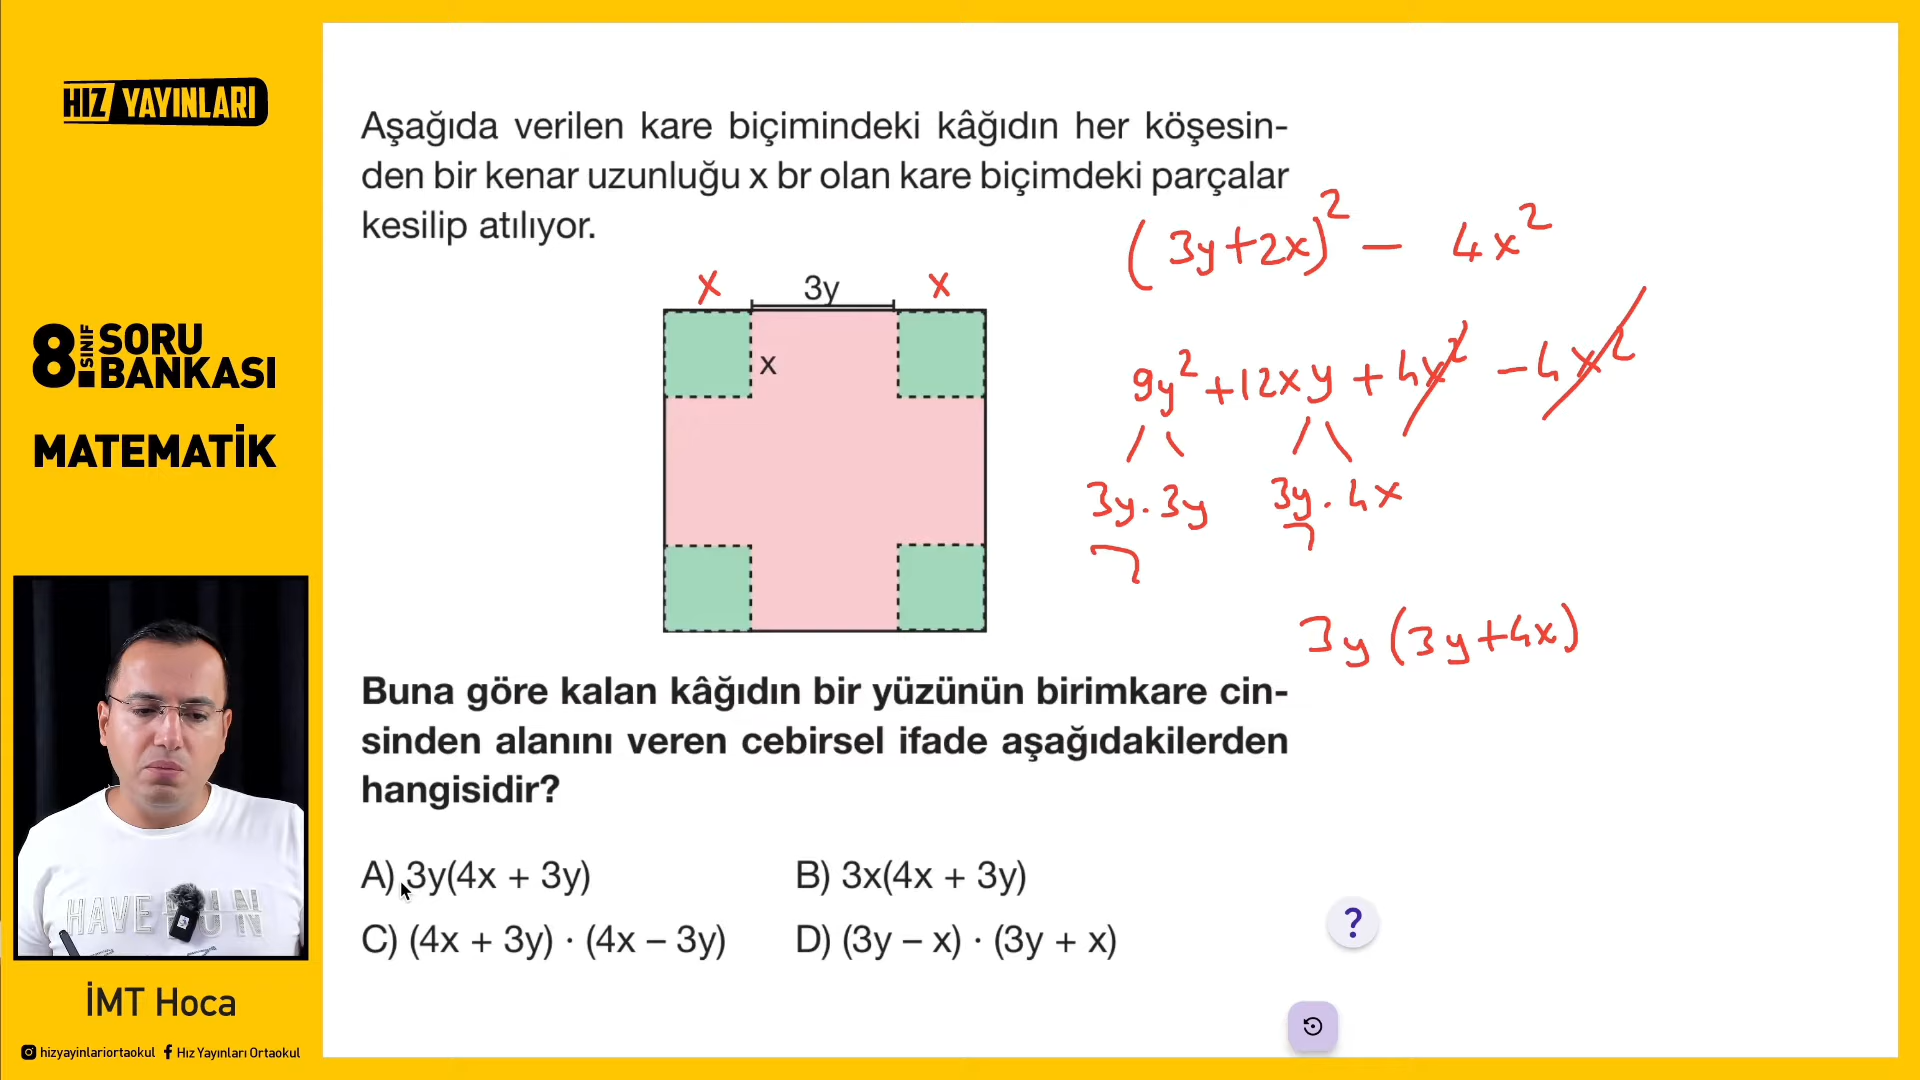 HIZ YAYINLARI
8. SINIF SORU BANKASI
MATEMATİK
Aşağıda verilen kare biçimindeki kâğıdın her köşesin-
den bir kenar uzunluğu x br olan kare biçimdeki parçalar
kesilip atılıyor.
x 3y x
x
(3y+2x)² - 4x²
9y² + 12xy + 4x² - 4x²
3y . 3y 3y . 4x
3y (3y+4x)
Buna göre kalan kâğıdın bir yüzünün birimkare cin-
sinden alanını veren cebirsel ifade aşağıdakilerden
hangisidir?
A) 3y(4x + 3y) B) 3x(4x + 3y)
C) (4x + 3y) · (4x – 3y) D) (3y – x) · (3y + x)
?
HAVE FUN
İMT Hoca
hizyayinlariortaokul Hız Yayınları Ortaokul